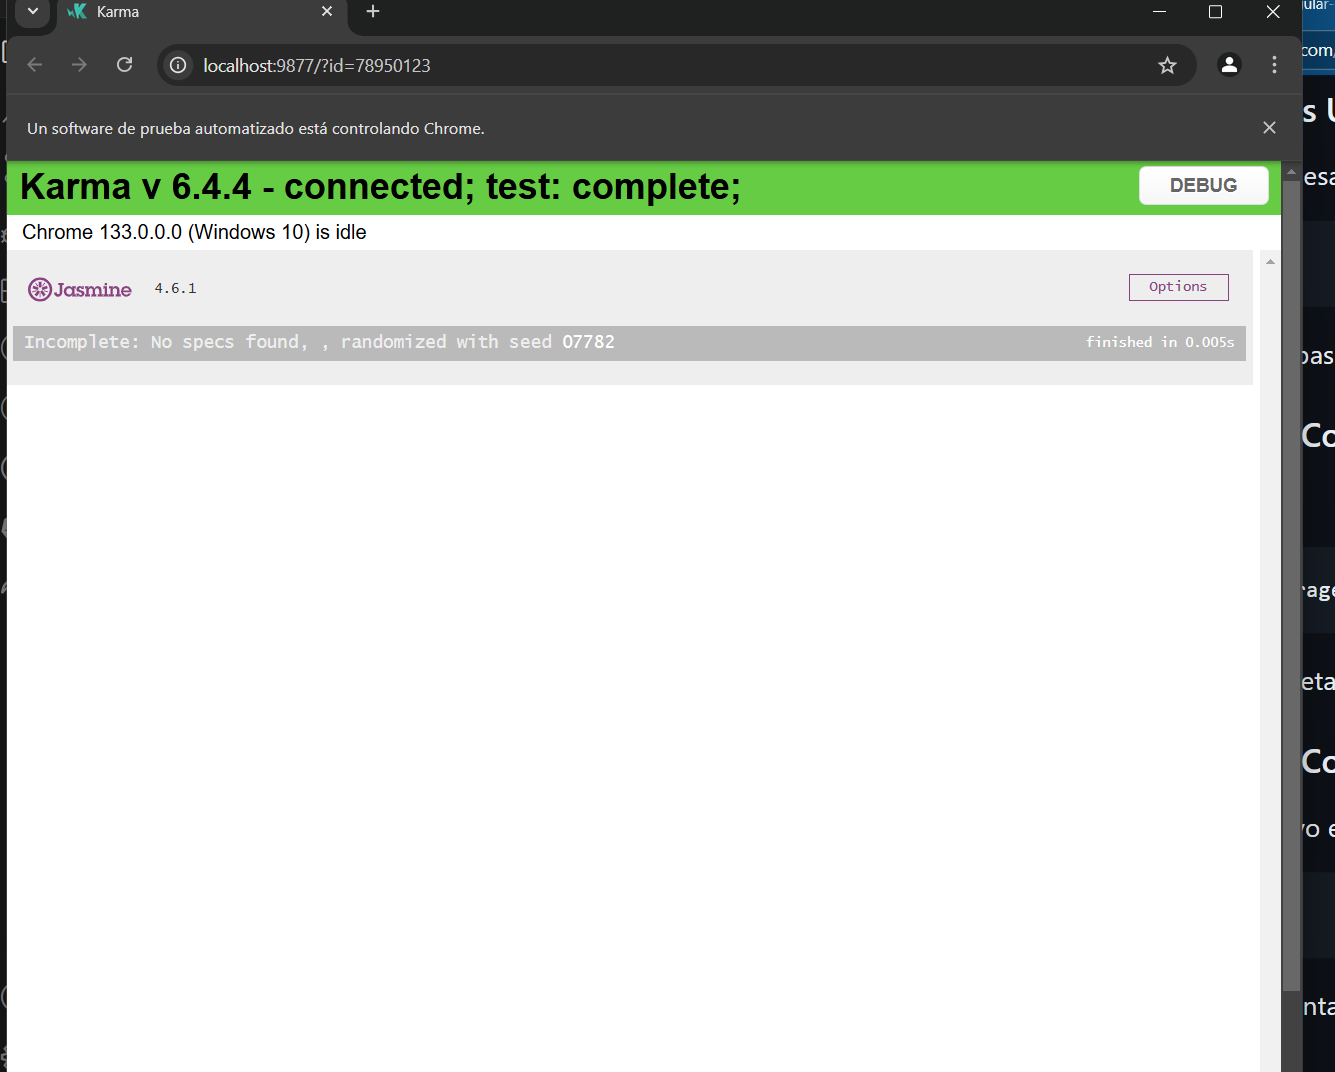 Karma
localhost:9877/?id=78950123
Un software de prueba automatizado está controlando Chrome.
Karma v 6.4.4 - connected; test: complete;
DEBUG
Chrome 133.0.0.0 (Windows 10) is idle
Jasmine 4.6.1
Options
Incomplete: No specs found, , randomized with seed 07782
finished in 0.005s